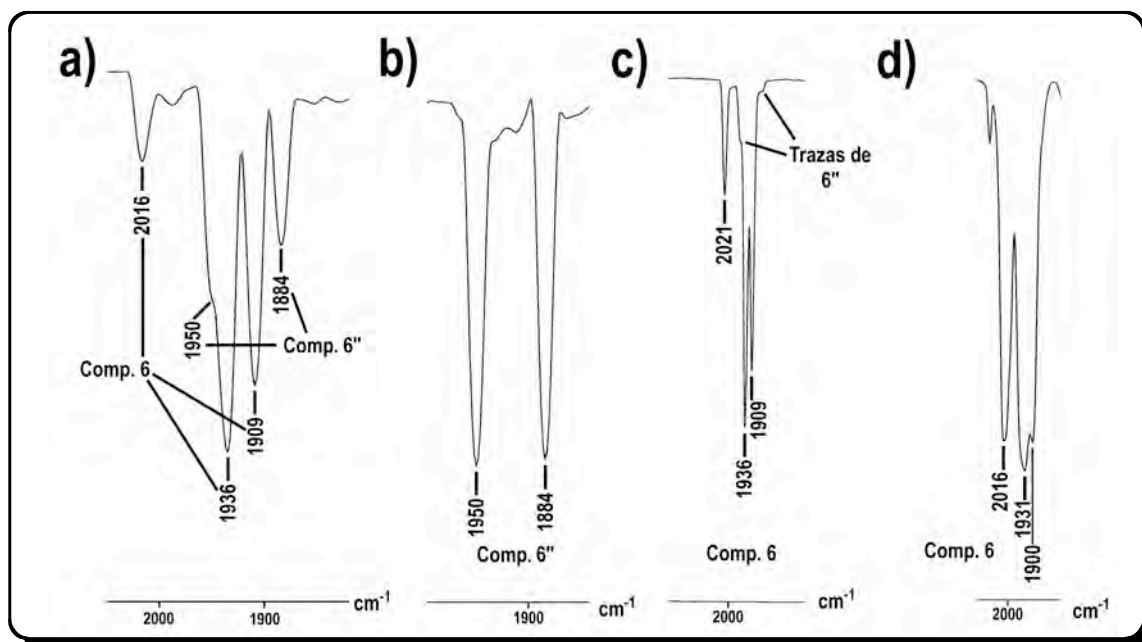 a)
2016
1950
1884
Comp. 6"
Comp. 6
1909
1936
2000
1900
cm-1
b)
1950
1884
Comp. 6"
1900
cm-1
c)
Trazas de
6"
2021
1909
1936
Comp. 6
2000
cm-1
d)
2016
1931
1900
Comp. 6
2000
cm-1